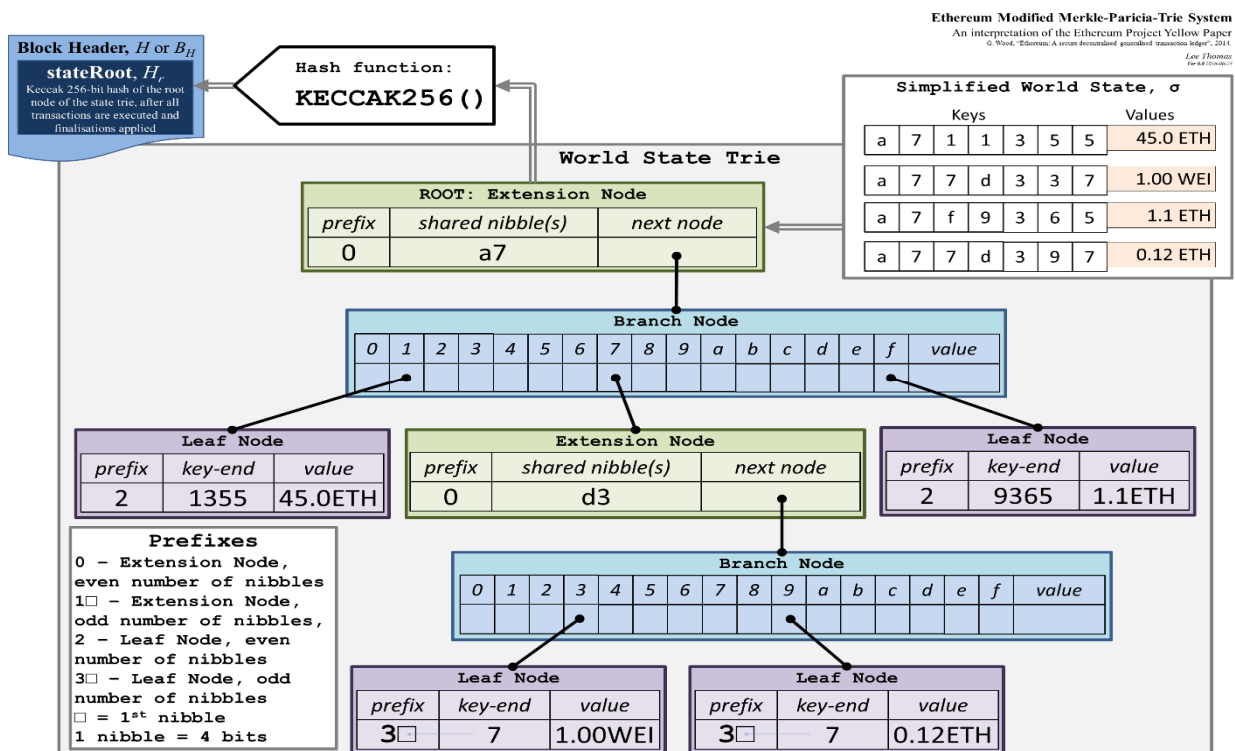 Ethereum Modified Merkle-Paricia-Trie System
An interpretation of the Ethereum Project Yellow Paper
G. Wood, "Ethereum: A secure decentralised generalised transaction ledger", 2014.
Lee Thomas
Block Header, H or B_H
stateRoot, H_r
Keccak 256-bit hash of the root
node of the state trie, after all
transactions are executed and
finalisations applied
Hash function:
KECCAK256()
Simplified World State, σ
Keys Values
a 7 1 1 3 5 5 45.0 ETH
a 7 7 d 3 3 7 1.00 WEI
a 7 f 9 3 6 5 1.1 ETH
a 7 7 d 3 9 7 0.12 ETH
World State Trie
ROOT: Extension Node
prefix shared nibble(s) next node
0 a7
Branch Node
0 1 2 3 4 5 6 7 8 9 a b c d e f value
Leaf Node
prefix key-end value
2 1355 45.0ETH
Extension Node
prefix shared nibble(s) next node
0 d3
Leaf Node
prefix key-end value
2 9365 1.1ETH
Branch Node
0 1 2 3 4 5 6 7 8 9 a b c d e f value
Leaf Node
prefix key-end value
3□ 7 1.00WEI
Leaf Node
prefix key-end value
3□ 7 0.12ETH
Prefixes
0 – Extension Node,
even number of nibbles
1□ – Extension Node,
odd number of nibbles,
2 – Leaf Node, even
number of nibbles
3□ – Leaf Node, odd
number of nibbles
□ = 1st nibble
1 nibble = 4 bits